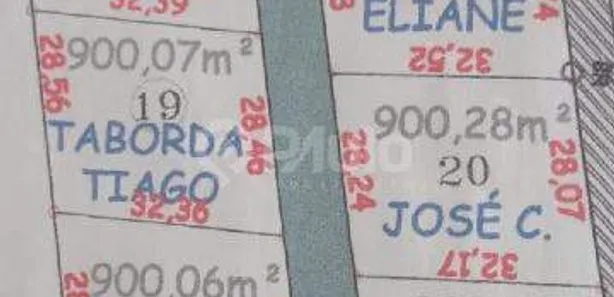 32,39
900,07m²
28,56
19
28,46
TABORDA
TIAGO
32,36
900,06m²
ELIANE
32,52
900,28m²
28,24
20
28,07
JOSÉ C.
32,17